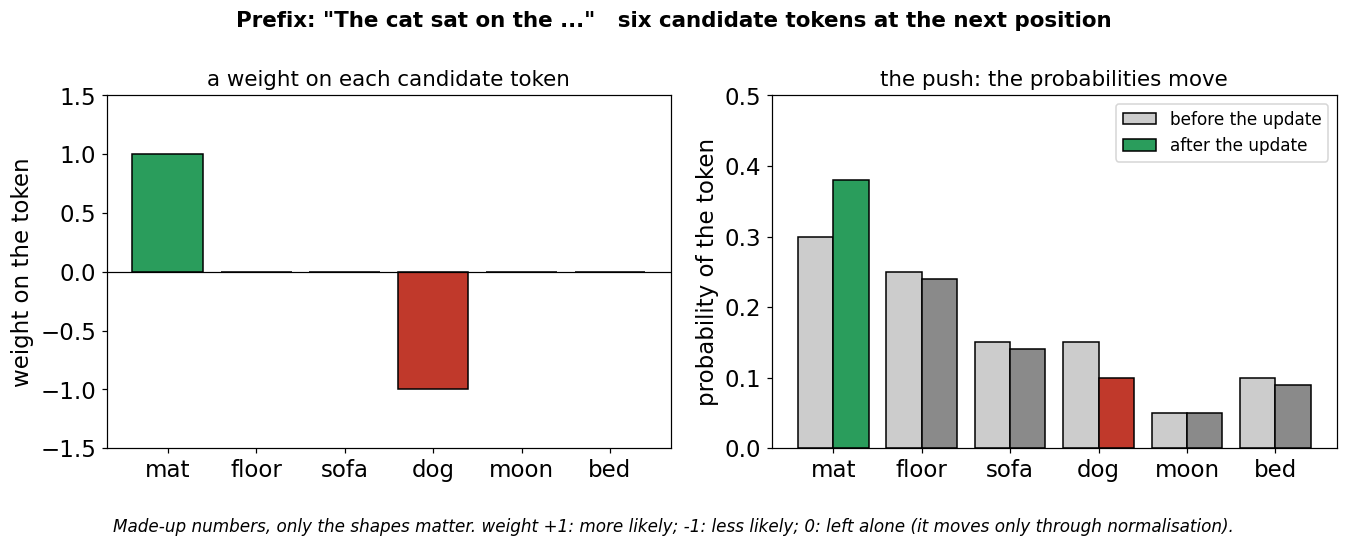 Prefix: "The cat sat on the ..."   six candidate tokens at the next position
a weight on each candidate token
weight on the token
1.5
1.0
0.5
0.0
−0.5
−1.0
−1.5
mat floor sofa dog moon bed
the push: the probabilities move
probability of the token
0.5
0.4
0.3
0.2
0.1
0.0
before the update
after the update
mat floor sofa dog moon bed
Made-up numbers, only the shapes matter. weight +1: more likely; -1: less likely; 0: left alone (it moves only through normalisation).